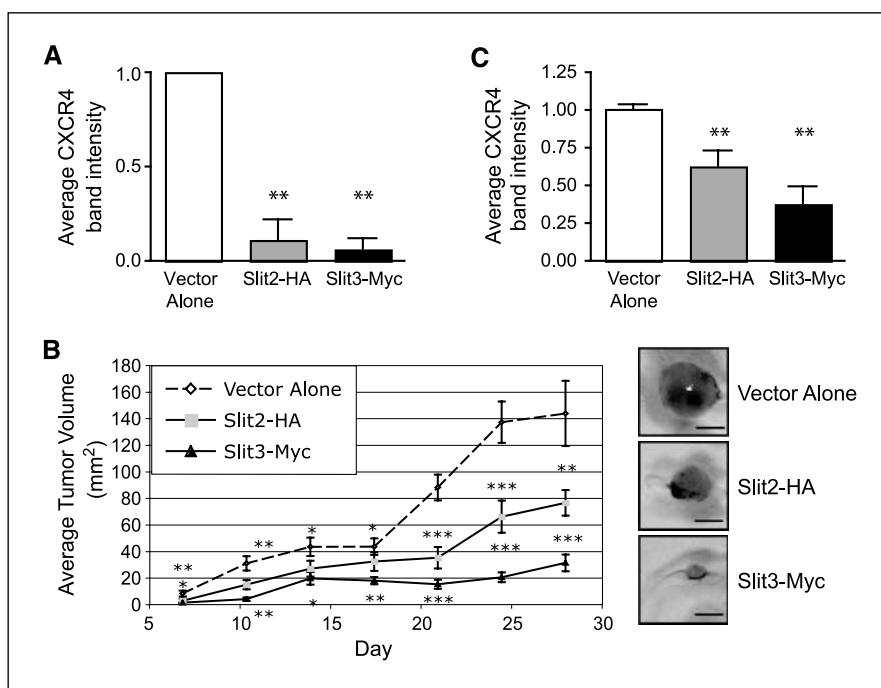 A
Average CXCR4
band intensity
1.0
0.5
0.0
**
**
Vector
Alone
Slit2-HA
Slit3-Myc
C
Average CXCR4
band intensity
1.25
1.00
0.75
0.50
0.25
0.00
**
**
Vector
Alone
Slit2-HA
Slit3-Myc
B
Average Tumor Volume
(mm²)
180
160
140
120
100
80
60
40
20
0
Vector Alone
Slit2-HA
Slit3-Myc
**
*
**
*
*
***
***
**
**
*
**
***
***
***
5
10
15
20
25
30
Day
Vector Alone
Slit2-HA
Slit3-Myc